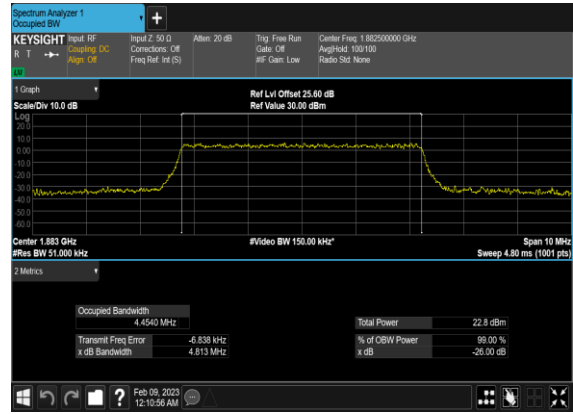 Spectrum Analyzer 1
Occupied BW
KEYSIGHT Input: RF Input Z: 50 Ω Atten: 20 dB Trig: Free Run Center Freq: 1.882500000 GHz
R T Coupling: DC Corrections: Off Gate: Off Avg|Hold: 100/100
Align: Off Freq Ref: Int (S) #IF Gain: Low Radio Std: None
1 Graph Ref Lvl Offset 25.60 dB
Scale/Div 10.0 dB Ref Value 30.00 dBm
Log
20.0
10.0
0.00
-10.0
-20.0
-30.0
-40.0
-50.0
-60.0
Center 1.883 GHz #Video BW 150.00 kHz* Span 10 MHz
#Res BW 51.000 kHz Sweep 4.80 ms (1001 pts)
2 Metrics
Occupied Bandwidth
4.4540 MHz Total Power 22.8 dBm
Transmit Freq Error -6.838 kHz % of OBW Power 99.00 %
x dB Bandwidth 4.813 MHz x dB -26.00 dB
? Feb 09, 2023
12:10:56 AM